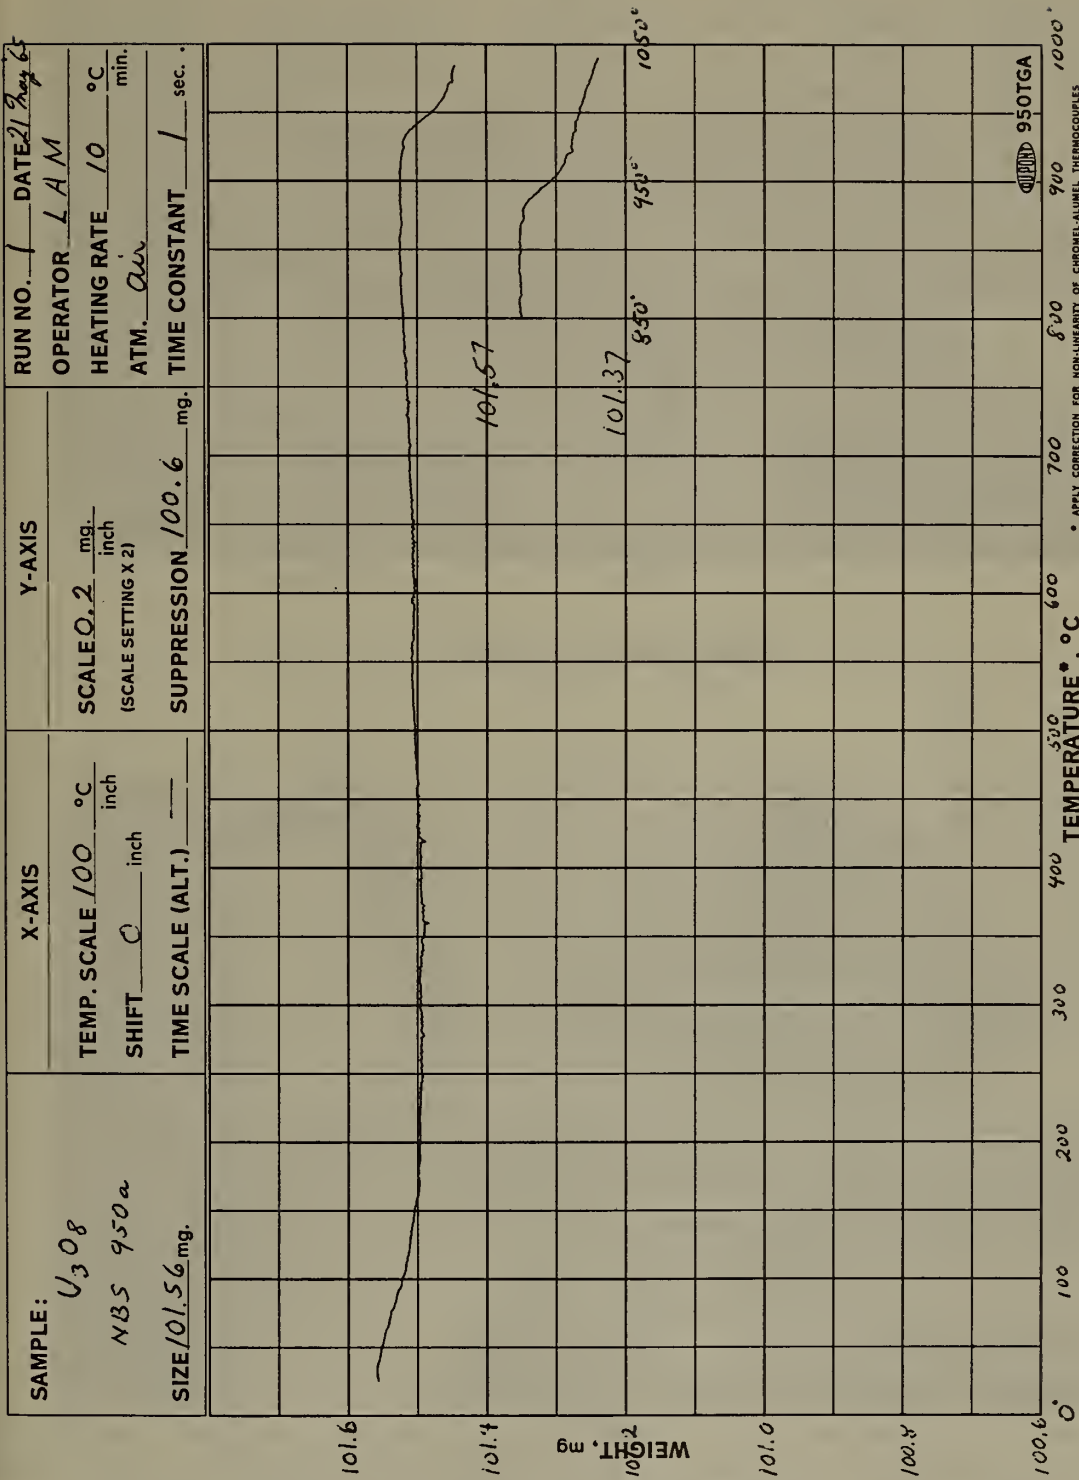 SAMPLE:
U3O8
NBS 950a
SIZE 101.56 mg.
X-AXIS
TEMP. SCALE 100 °C
inch
SHIFT 0 inch
TIME SCALE (ALT.) —
Y-AXIS
SCALE 0.2 mg.
inch
(SCALE SETTING X 2)
SUPPRESSION 100.6 mg.
RUN NO. 1 DATE 21 May 65
OPERATOR LAM
HEATING RATE 10 °C
min.
ATM. air
TIME CONSTANT 1 sec.
WEIGHT, mg
101.6
101.4
101.2
101.0
100.8
100.6
101.57
101.37
850° 950° 1050°
DUPONT 950TGA
0° 100 200 300 400 500 600 700 800 900 1000°
TEMPERATURE*, °C
* APPLY CORRECTION FOR NON-LINEARITY OF CHROMEL-ALUMEL THERMOCOUPLES